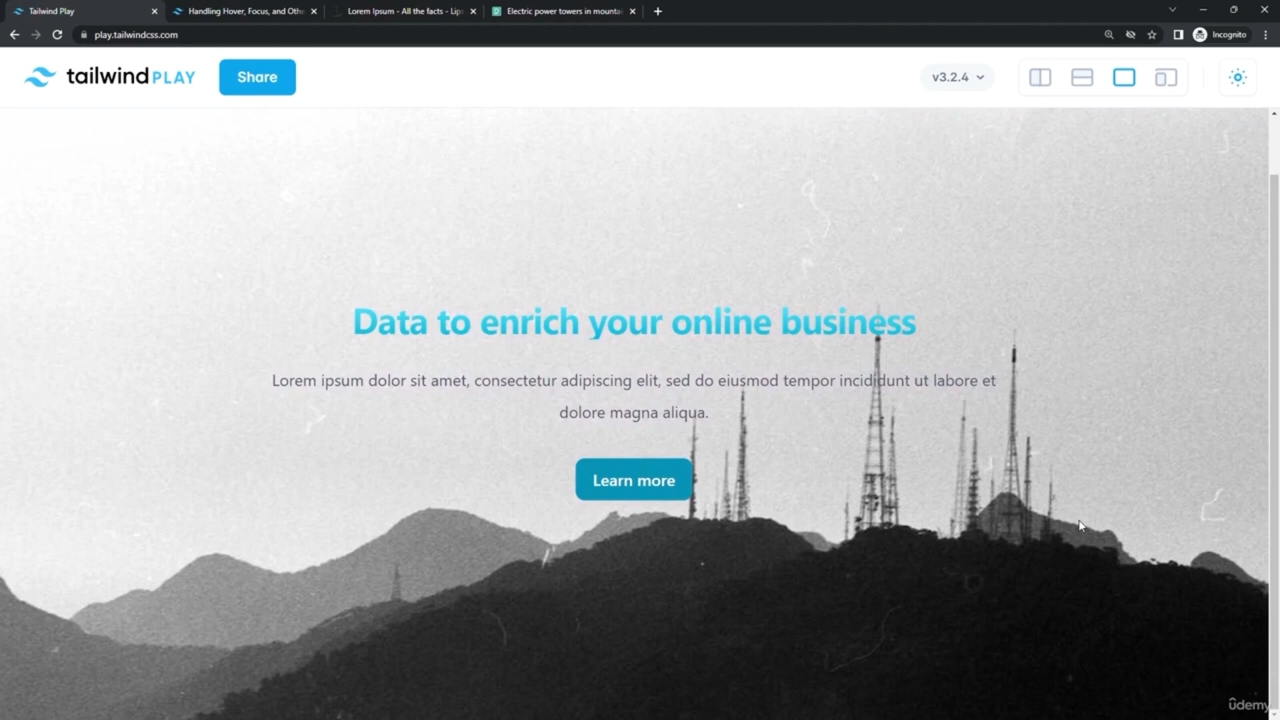 Tailwind Play
Handling Hover, Focus, and Othe
Lorem Ipsum - All the facts - Lip
Electric power towers in mounta
play.tailwindcss.com
Incognito
tailwind PLAY
Share
v3.2.4
Data to enrich your online business
Lorem ipsum dolor sit amet, consectetur adipiscing elit, sed do eiusmod tempor incididunt ut labore et
dolore magna aliqua.
Learn more
udemy